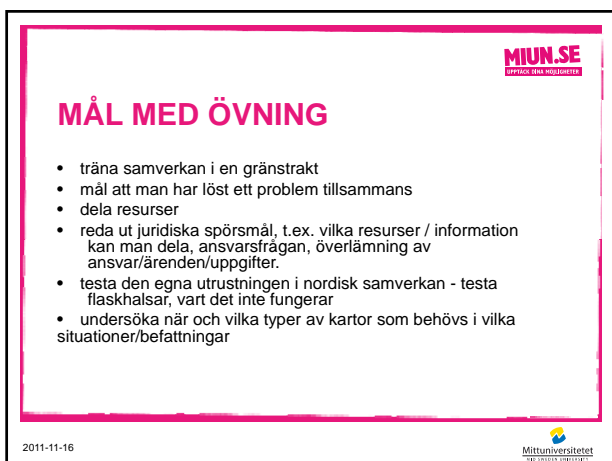 MIUN.SE
UPPTÄCK DINA MÖJLIGHETER
MÅL MED ÖVNING
• träna samverkan i en gränstrakt
• mål att man har löst ett problem tillsammans
• dela resurser
• reda ut juridiska spörsmål, t.ex. vilka resurser / information
kan man dela, ansvarsfrågan, överlämning av
ansvar/ärenden/uppgifter.
• testa den egna utrustningen i nordisk samverkan - testa
flaskhalsar, vart det inte fungerar
• undersöka när och vilka typer av kartor som behövs i vilka
situationer/befattningar
2011-11-16
Mittuniversitetet
MID SWEDEN UNIVERSITY